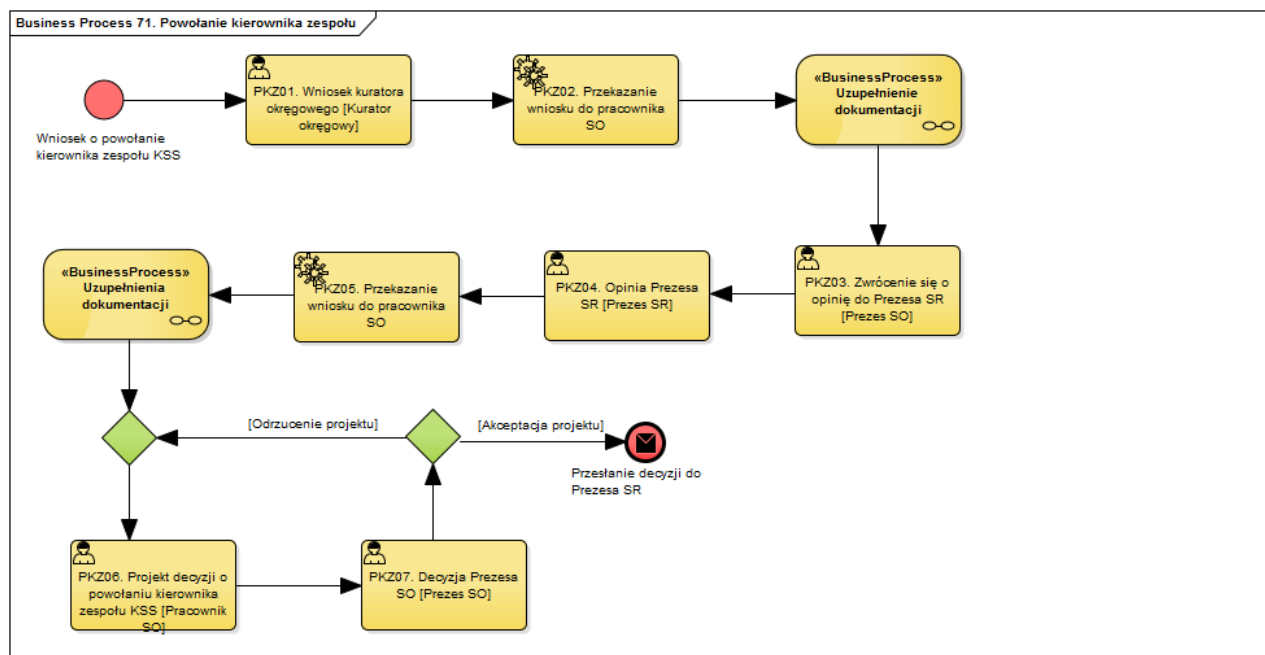 Business Process 71. Powołanie kierownika zespołu
Wniosek o powołanie
kierownika zespołu KSS
PKZ01. Wniosek kuratora
okręgowego [Kurator
okręgowy]
PKZ02. Przekazanie
wniosku do pracownika
SO
«BusinessProcess»
Uzupełnienie
dokumentacji
«BusinessProcess»
Uzupełnienia
dokumentacji
PKZ05. Przekazanie
wniosku do pracownika
SO
PKZ04. Opinia Prezesa
SR [Prezes SR]
PKZ03. Zwrócenie się o
opinię do Prezesa SR
[Prezes SO]
[Odrzucenie projektu]
[Akceptacja projektu]
Przesłanie decyzji do
Prezesa SR
PKZ06. Projekt decyzji o
powołaniu kierownika
zespołu KSS [Pracownik
SO]
PKZ07. Decyzja Prezesa
SO [Prezes SO]